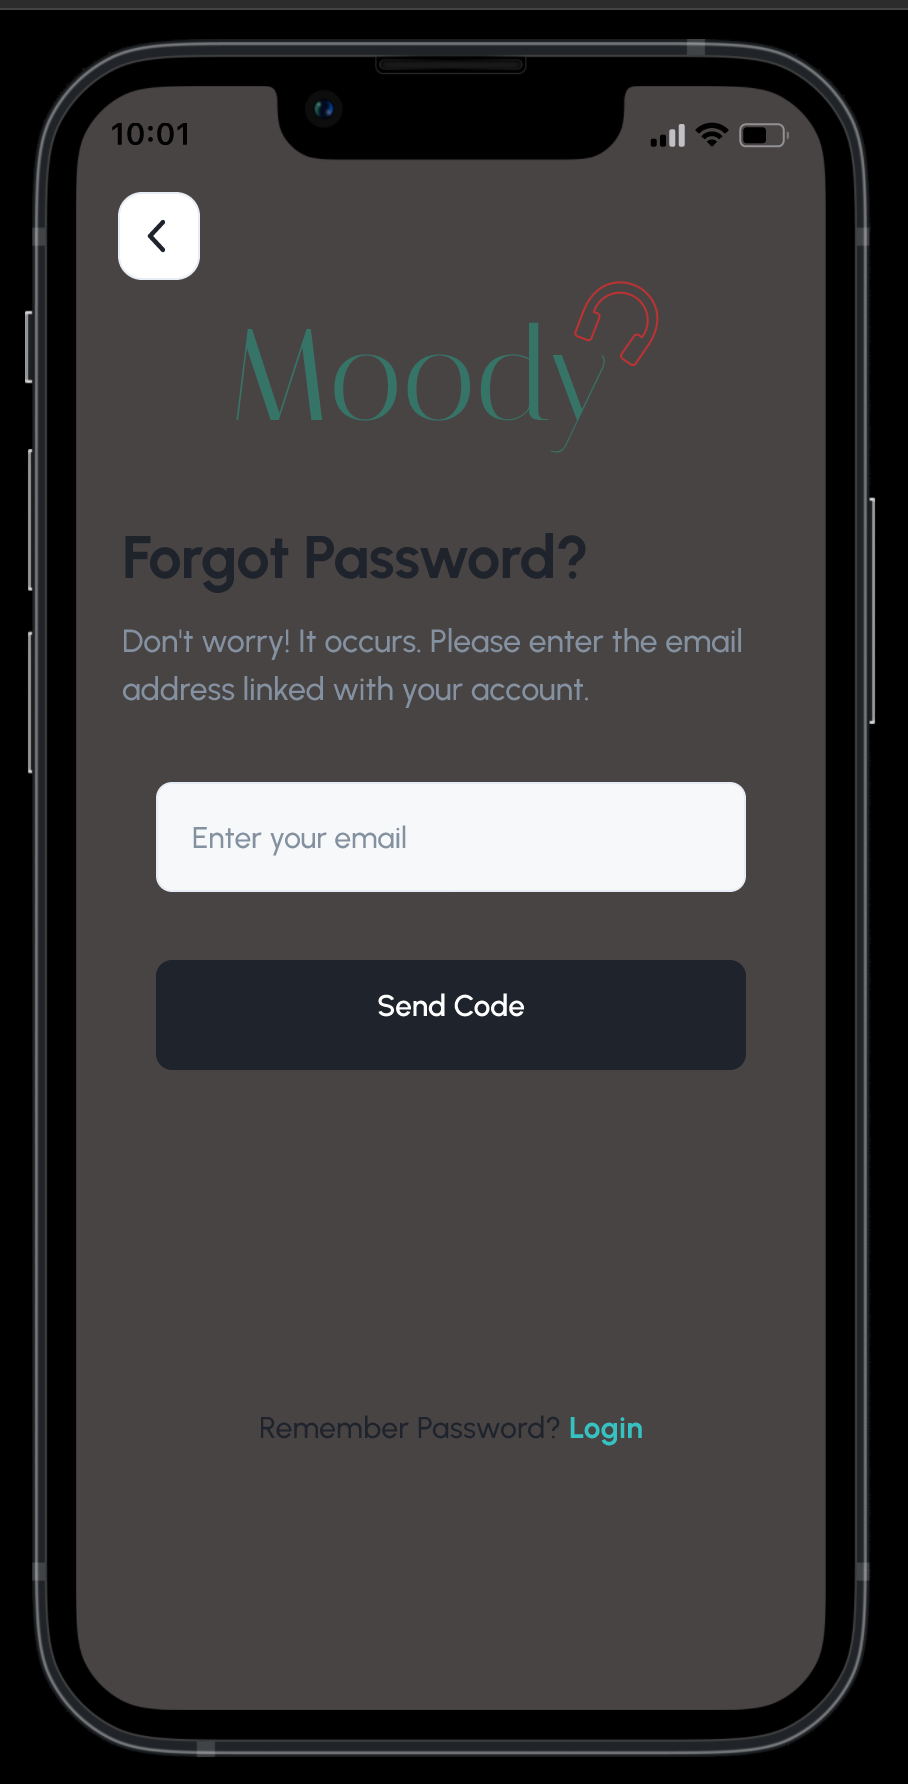 10:01
Moody
Forgot Password?
Don't worry! It occurs. Please enter the email
address linked with your account.
Enter your email
Send Code
Remember Password? Login